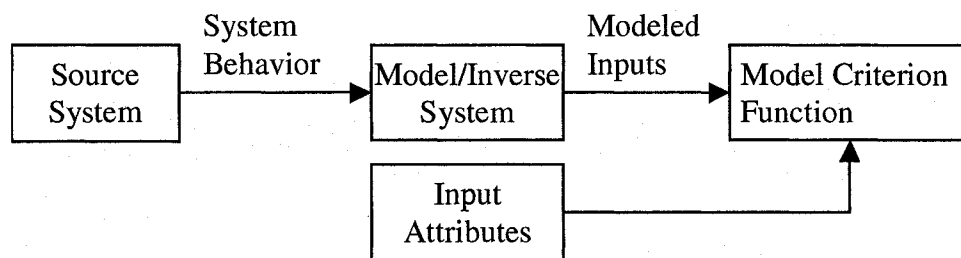 System
Behavior
Modeled
Inputs
Source
System
Model/Inverse
System
Model Criterion
Function
Input
Attributes